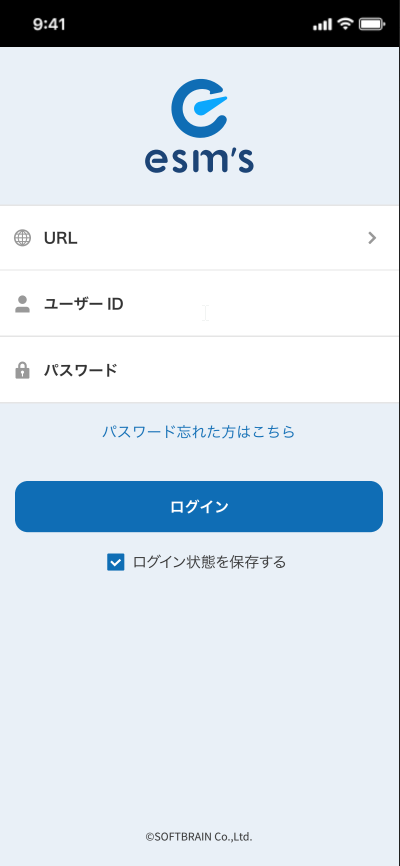 9:41
esm's
URL
ユーザー ID
パスワード
パスワード忘れた方はこちら
ログイン
ログイン状態を保存する
©SOFTBRAIN Co.,Ltd.